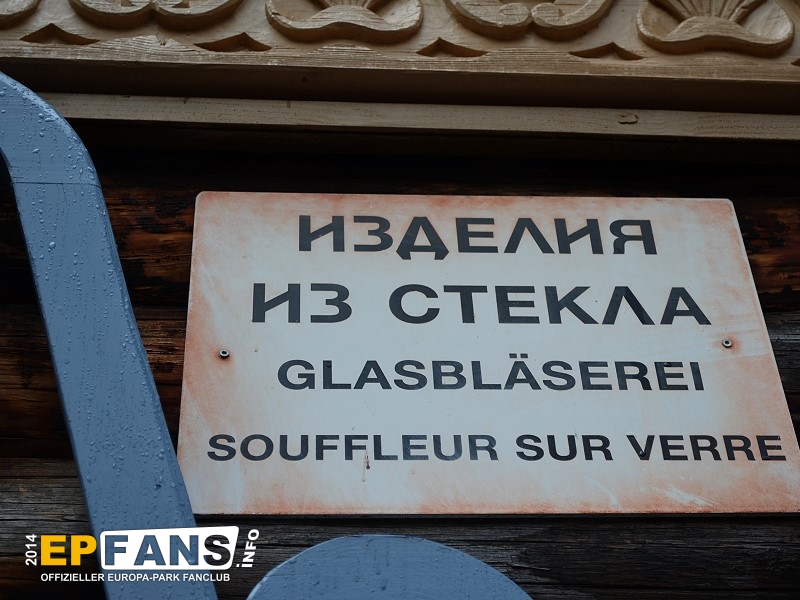 ИЗДЕЛИЯ
ИЗ СТЕКЛА
GLASBLÄSEREI
SOUFFLEUR SUR VERRE
2014 EPFANS.INFO
OFFIZIELLER EUROPA-PARK FANCLUB